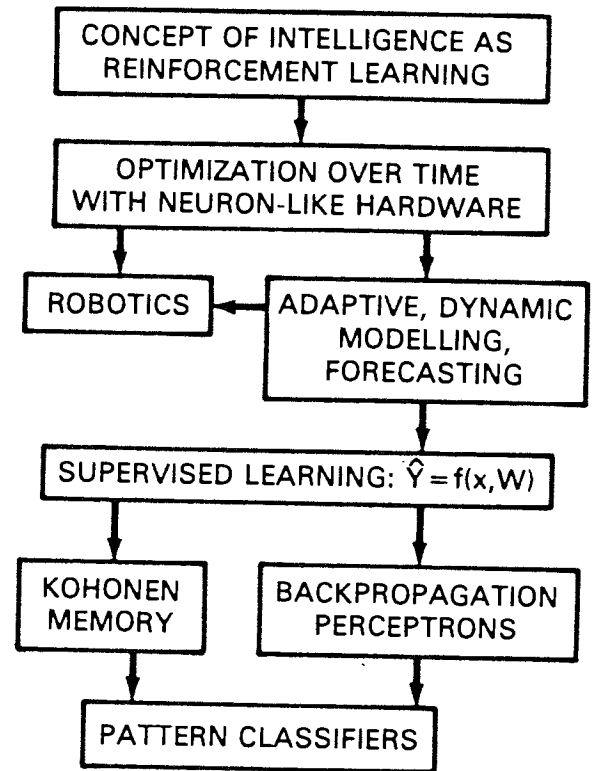 CONCEPT OF INTELLIGENCE AS
REINFORCEMENT LEARNING
OPTIMIZATION OVER TIME
WITH NEURON-LIKE HARDWARE
ROBOTICS
ADAPTIVE, DYNAMIC
MODELLING,
FORECASTING
SUPERVISED LEARNING: Ŷ = f(x,W)
KOHONEN
MEMORY
BACKPROPAGATION
PERCEPTRONS
PATTERN CLASSIFIERS